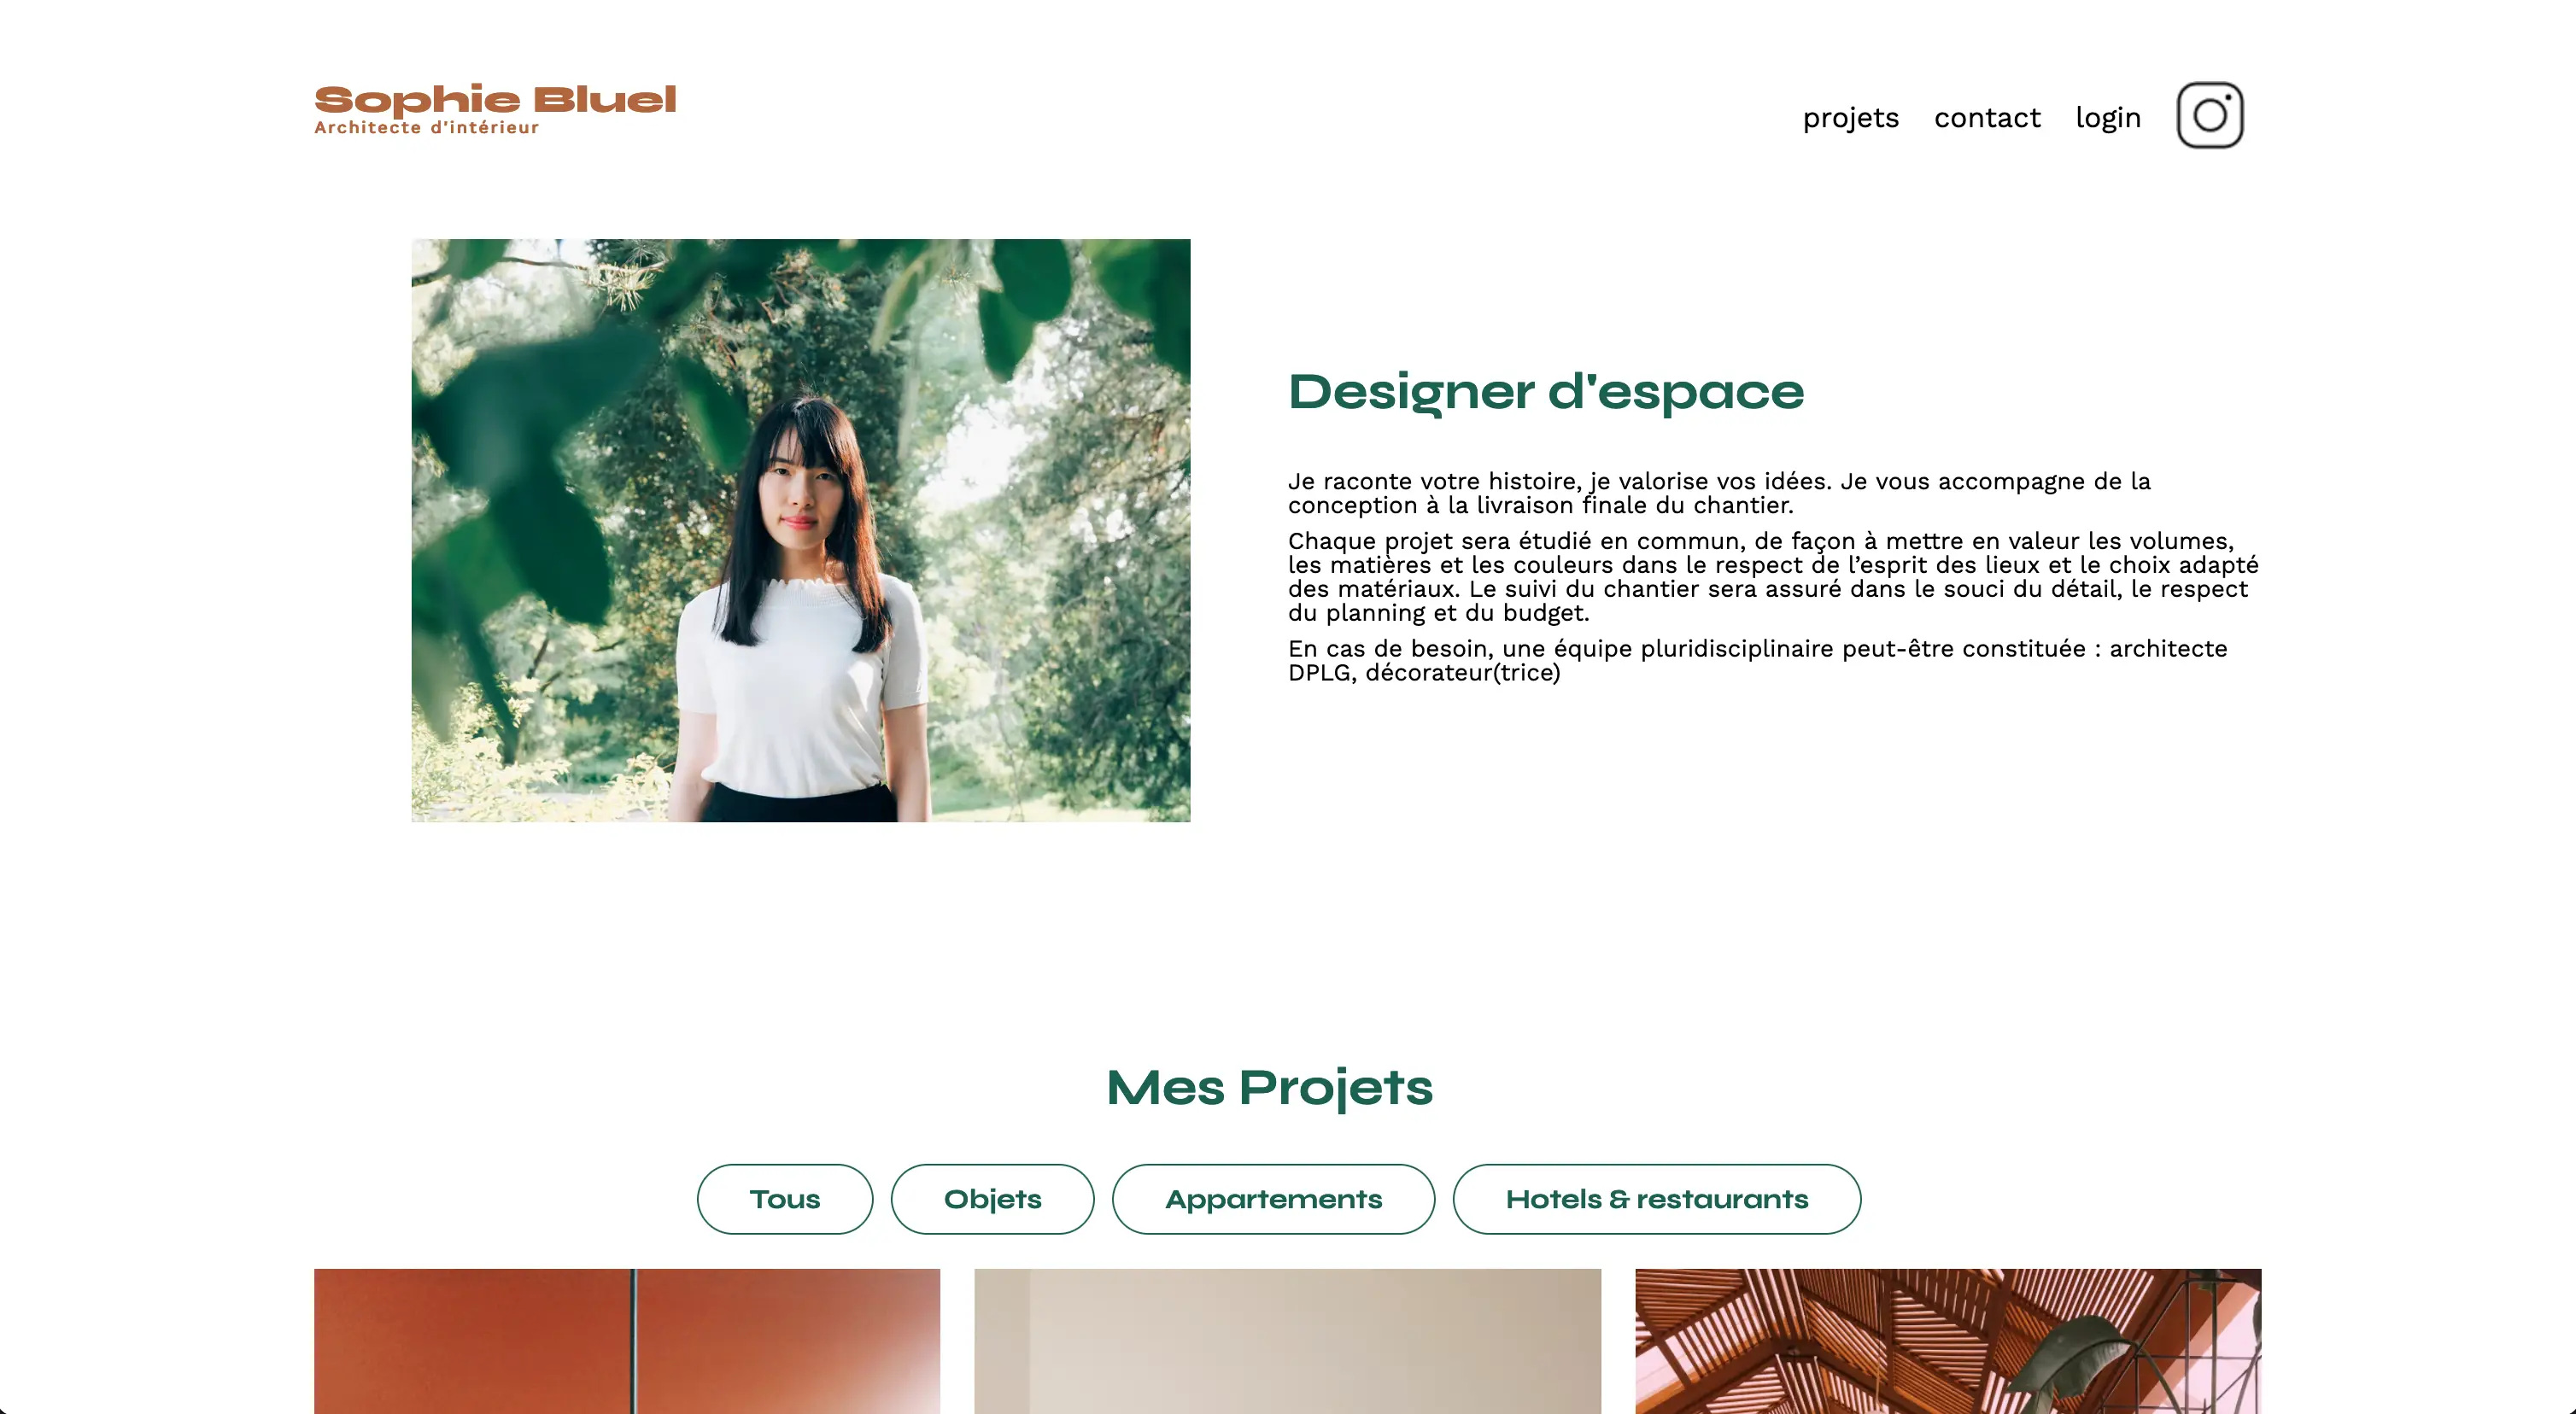 Sophie Bluel
Architecte d'intérieur
projets contact login
Designer d'espace
Je raconte votre histoire, je valorise vos idées. Je vous accompagne de la
conception à la livraison finale du chantier.
Chaque projet sera étudié en commun, de façon à mettre en valeur les volumes,
les matières et les couleurs dans le respect de l’esprit des lieux et le choix adapté
des matériaux. Le suivi du chantier sera assuré dans le souci du détail, le respect
du planning et du budget.
En cas de besoin, une équipe pluridisciplinaire peut-être constituée : architecte
DPLG, décorateur(trice)
Mes Projets
Tous Objets Appartements Hotels & restaurants